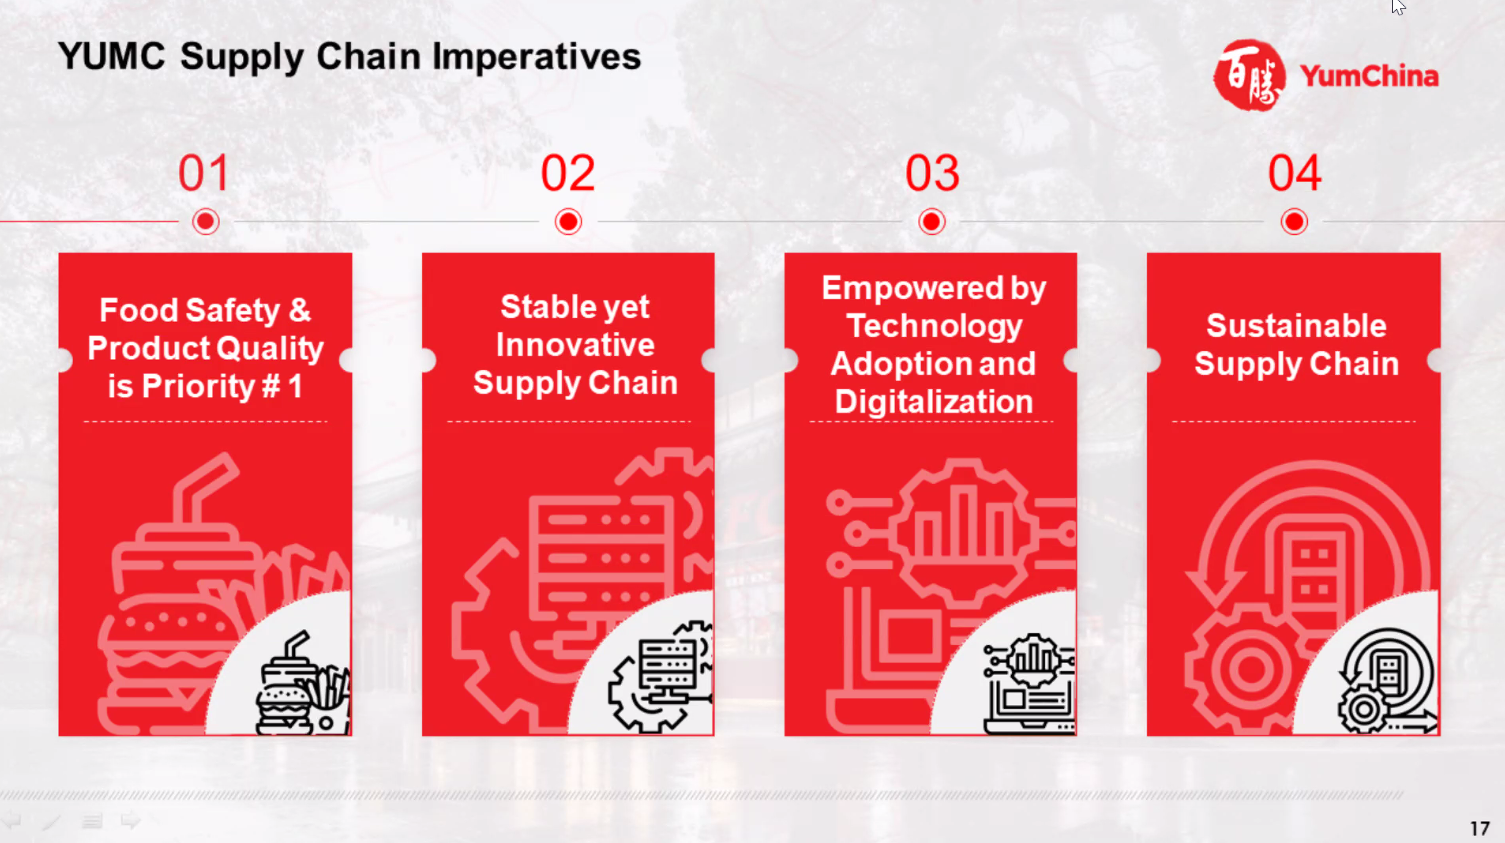 YUMC Supply Chain Imperatives
百勝 YumChina
01
02
03
04
Food Safety &
Product Quality
is Priority # 1
Stable yet
Innovative
Supply Chain
Empowered by
Technology
Adoption and
Digitalization
Sustainable
Supply Chain
17